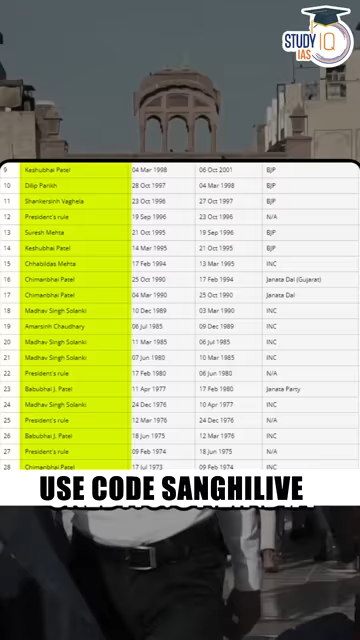 STUDY IQ
IAS
9 Keshubhai Patel 04 Mar 1998 06 Oct 2001 BJP
10 Dilip Parikh 28 Oct 1997 04 Mar 1998 BJP
11 Shankersinh Vaghela 23 Oct 1996 27 Oct 1997 BJP
12 President's rule 19 Sep 1996 23 Oct 1996 N/A
13 Suresh Mehta 21 Oct 1995 19 Sep 1996 BJP
14 Keshubhai Patel 14 Mar 1995 21 Oct 1995 BJP
15 Chhabildas Mehta 17 Feb 1994 13 Mar 1995 INC
16 Chimanbhai Patel 25 Oct 1990 17 Feb 1994 Janata Dal (Gujarat)
17 Chimanbhai Patel 04 Mar 1990 25 Oct 1990 Janata Dal
18 Madhav Singh Solanki 10 Dec 1989 03 Mar 1990 INC
19 Amarsinh Chaudhary 06 Jul 1985 09 Dec 1989 INC
20 Madhav Singh Solanki 11 Mar 1985 06 Jul 1985 INC
21 Madhav Singh Solanki 07 Jun 1980 10 Mar 1985 INC
22 President's rule 17 Feb 1980 06 Jun 1980 N/A
23 Babubhai J. Patel 11 Apr 1977 17 Feb 1980 Janata Party
24 Madhav Singh Solanki 24 Dec 1976 10 Apr 1977 INC
25 President's rule 12 Mar 1976 24 Dec 1976 N/A
26 Babubhai J. Patel 18 Jun 1975 12 Mar 1976 INC
27 President's rule 09 Feb 1974 18 Jun 1975 N/A
28 Chimanbhai Patel 17 Jul 1973 09 Feb 1974 INC
USE CODE SANGHILIVE